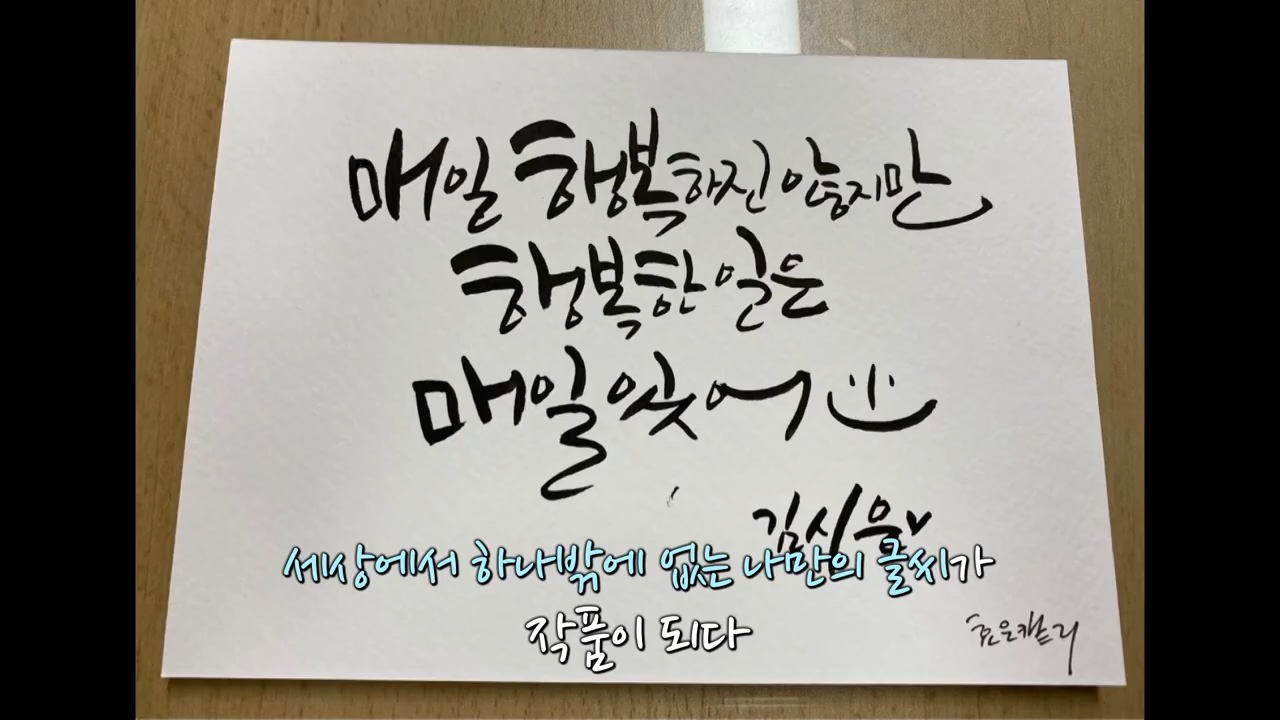 매일 행복하진 않지만
행복한 일은
매일 있어
김시은
세상에서 하나밖에 없는 나만의 글씨가
작품이 되다